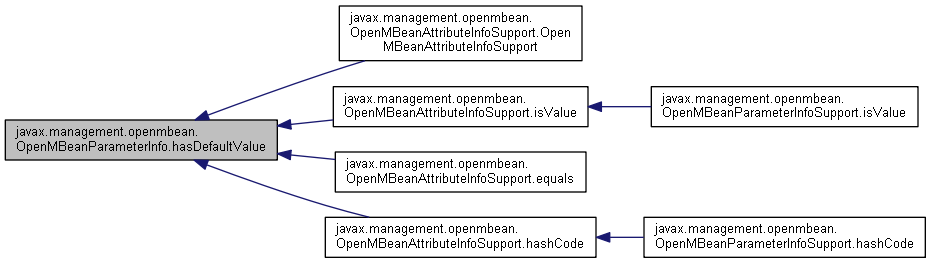 javax.management.openmbean.
OpenMBeanAttributeInfoSupport.Open
MBeanAttributeInfoSupport
javax.management.openmbean.
OpenMBeanAttributeInfoSupport.isValue
javax.management.openmbean.
OpenMBeanParameterInfoSupport.isValue
javax.management.openmbean.
OpenMBeanParameterInfo.hasDefaultValue
javax.management.openmbean.
OpenMBeanAttributeInfoSupport.equals
javax.management.openmbean.
OpenMBeanAttributeInfoSupport.hashCode
javax.management.openmbean.
OpenMBeanParameterInfoSupport.hashCode